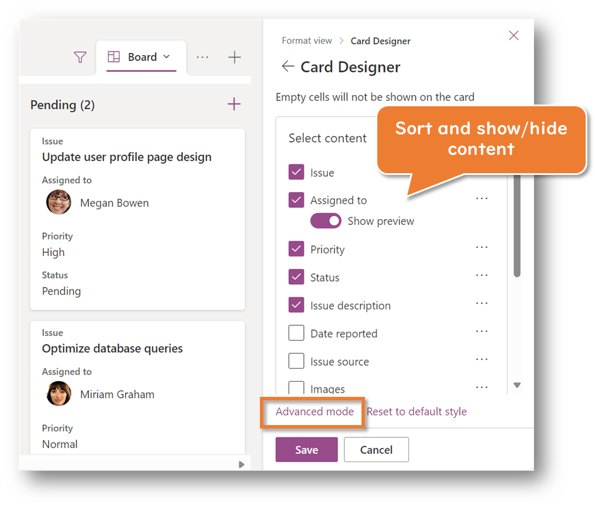 Board
Pending (2)
Issue
Update user profile page design
Assigned to
Megan Bowen
Priority
High
Status
Pending
Issue
Optimize database queries
Assigned to
Miriam Graham
Priority
Normal
Format view > Card Designer
Card Designer
Empty cells will not be shown on the card
Sort and show/hide
content
Select content
Issue
Assigned to
Show preview
Priority
Status
Issue description
Date reported
Issue source
Images
Advanced mode Reset to default style
Save Cancel